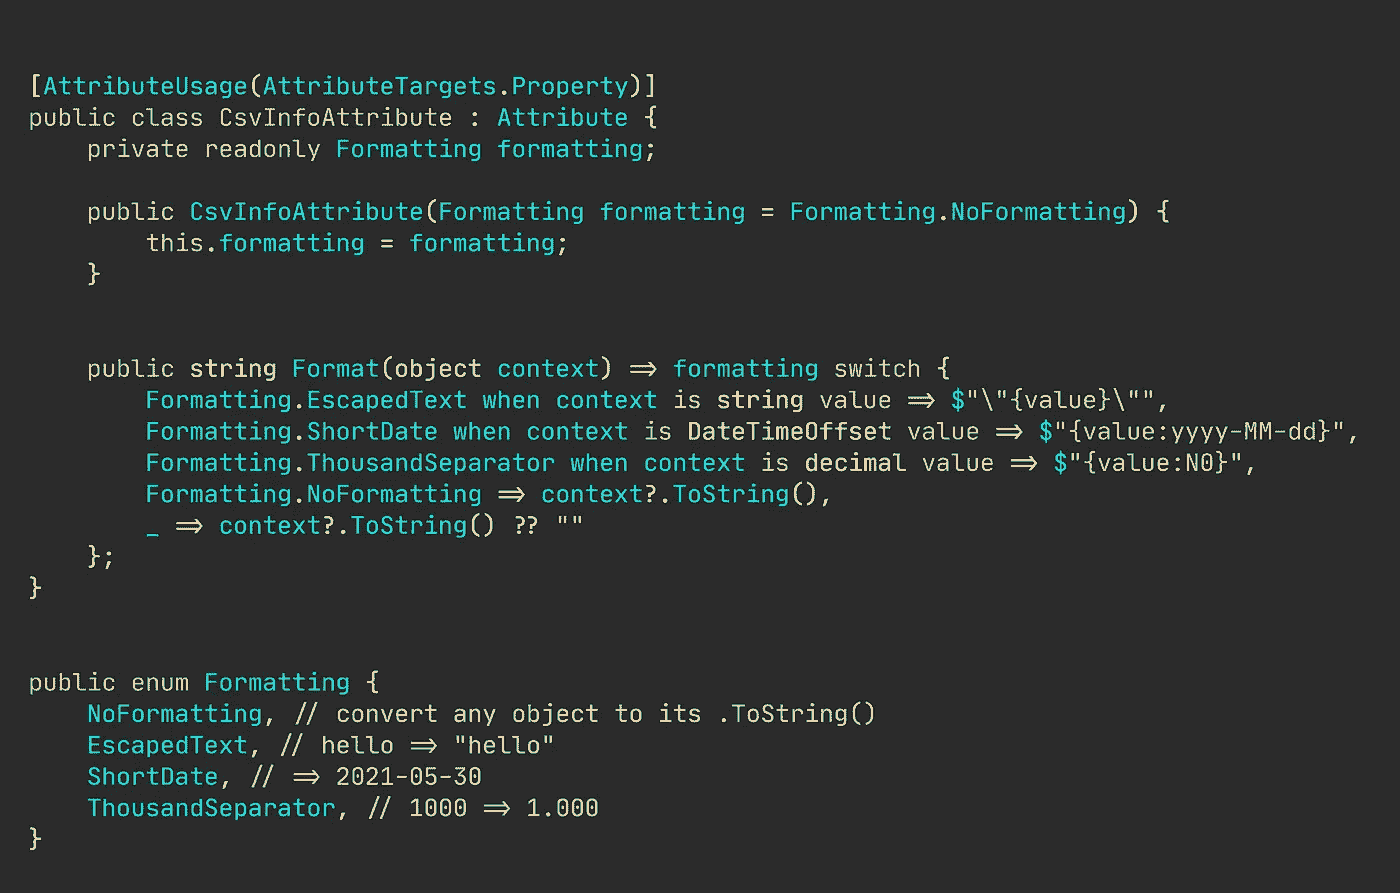 [AttributeUsage(AttributeTargets.Property)]
public class CsvInfoAttribute : Attribute {
    private readonly Formatting formatting;
    public CsvInfoAttribute(Formatting formatting = Formatting.NoFormatting) {
        this.formatting = formatting;
    }
    public string Format(object context) => formatting switch {
        Formatting.EscapedText when context is string value => $"\"{value}\"",
        Formatting.ShortDate when context is DateTimeOffset value => $"{value:yyyy-MM-dd}",
        Formatting.ThousandSeparator when context is decimal value => $"{value:N0}",
        Formatting.NoFormatting => context?.ToString(),
        _ => context?.ToString() ?? ""
    };
}
public enum Formatting {
    NoFormatting, // convert any object to its .ToString()
    EscapedText, // hello => "hello"
    ShortDate, // => 2021-05-30
    ThousandSeparator, // 1000 => 1.000
}